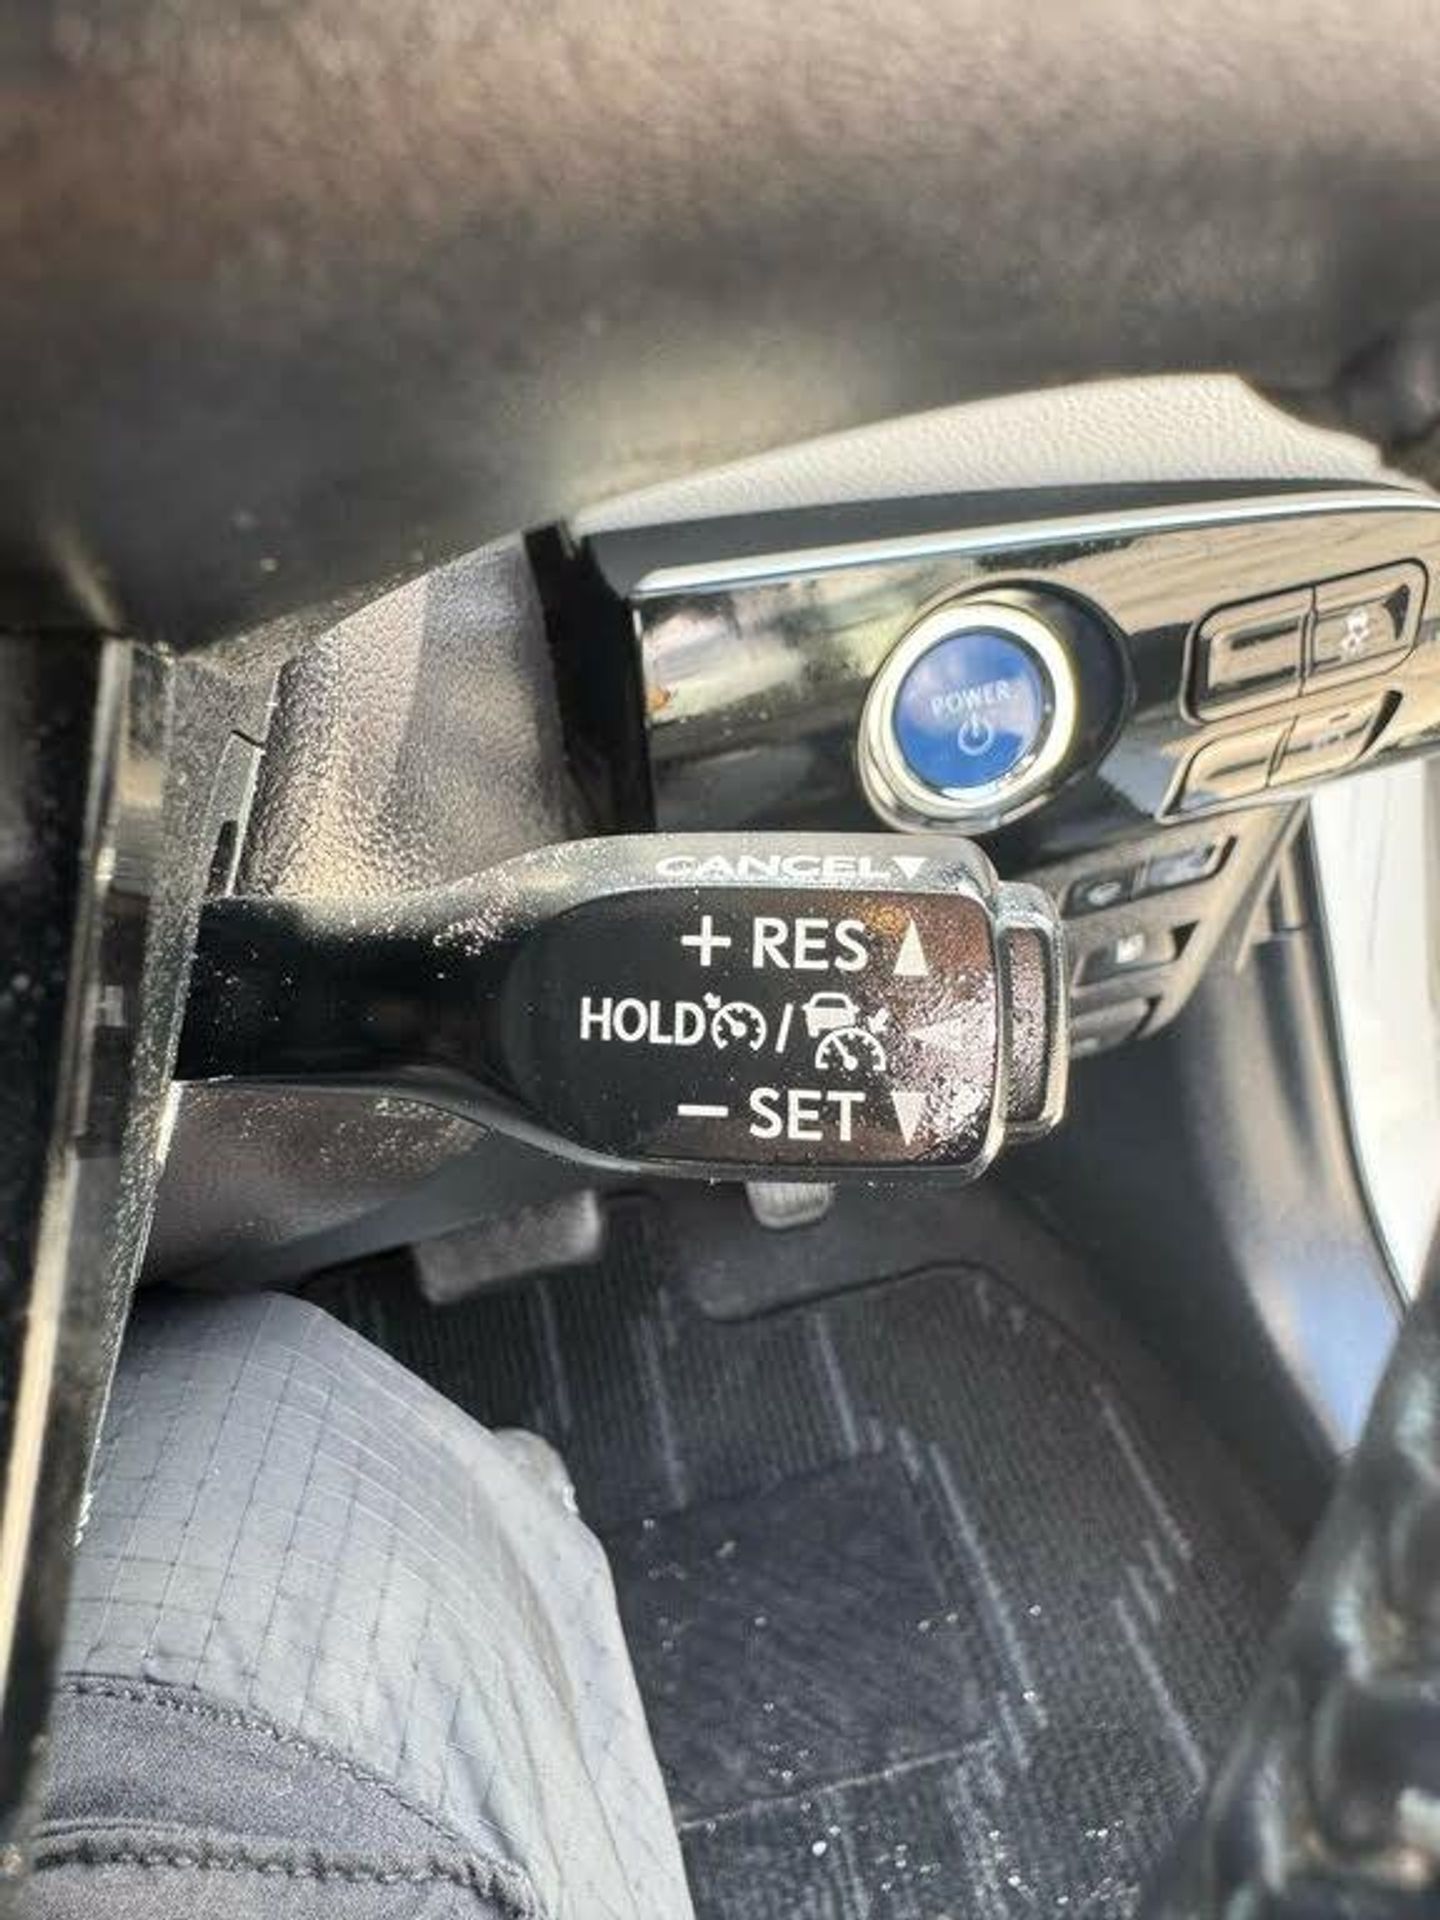 POWER
CANCEL
+ RES
HOLD /
− SET